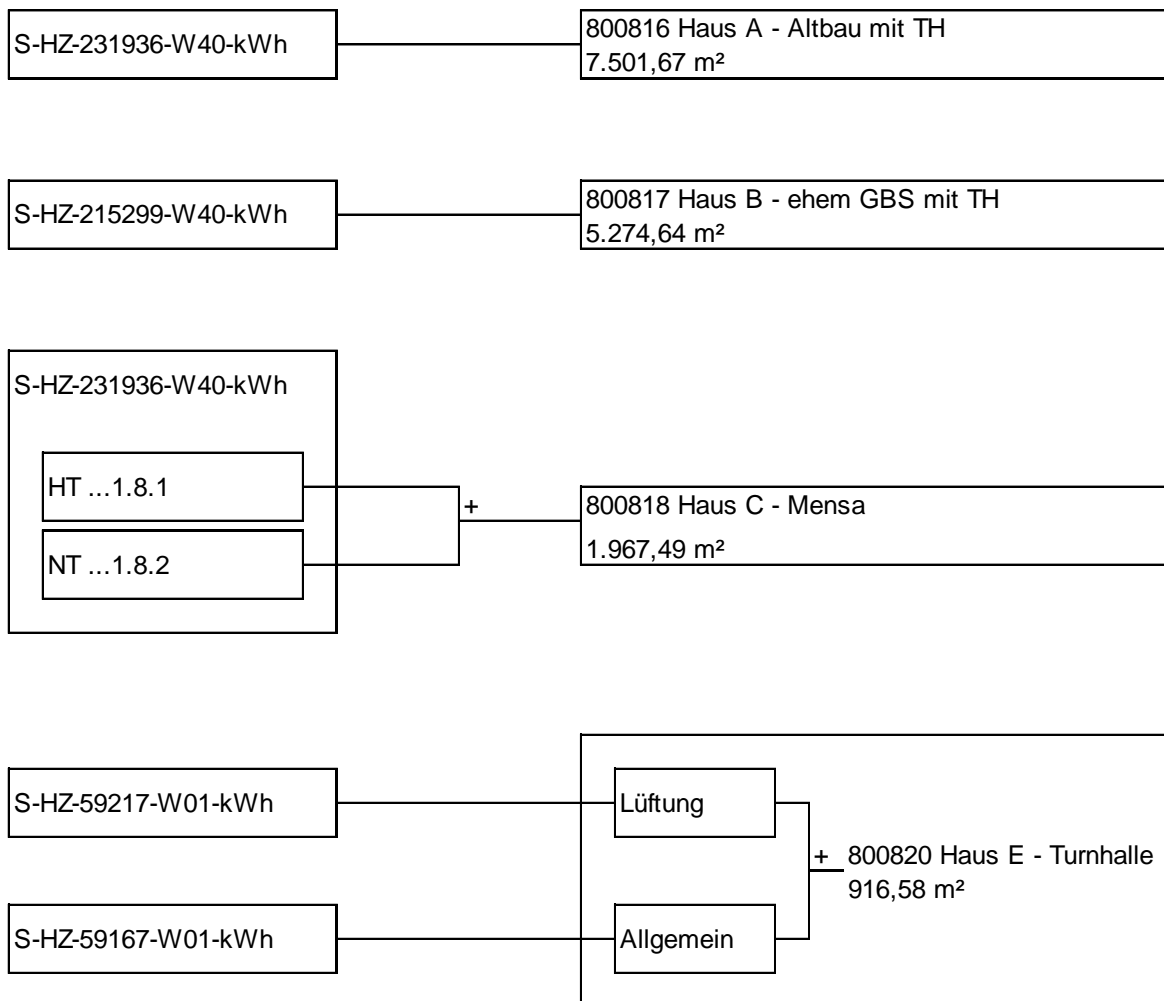 S-HZ-231936-W40-kWh
800816 Haus A - Altbau mit TH
7.501,67 m²
S-HZ-215299-W40-kWh
800817 Haus B - ehem GBS mit TH
5.274,64 m²
S-HZ-231936-W40-kWh
HT ...1.8.1
NT ...1.8.2
+
800818 Haus C - Mensa
1.967,49 m²
S-HZ-59217-W01-kWh
Lüftung
+ 800820 Haus E - Turnhalle
916,58 m²
S-HZ-59167-W01-kWh
Allgemein